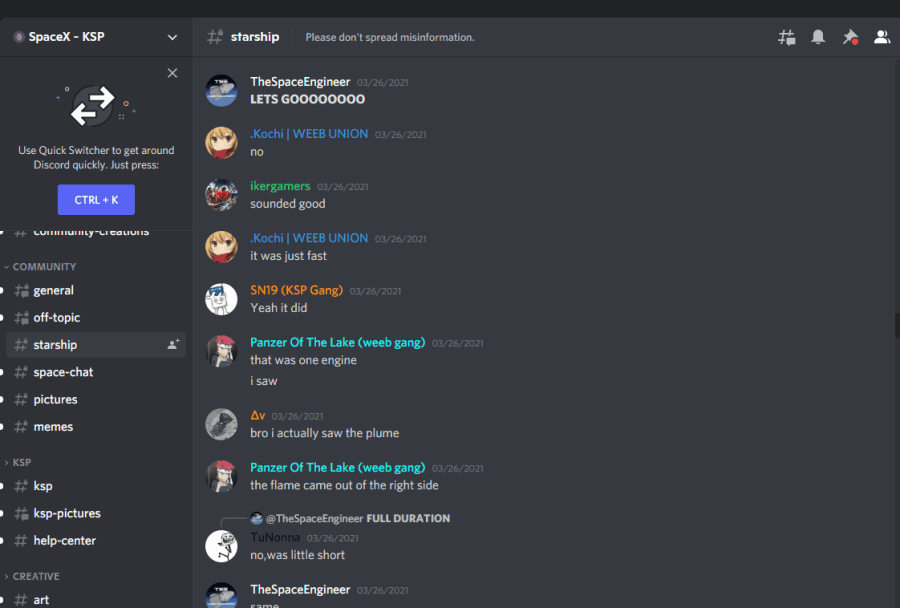 SpaceX – KSP
Use Quick Switcher to get around
Discord quickly. Just press:
CTRL + K
community-creations
COMMUNITY
general
off-topic
starship
space-chat
pictures
memes
KSP
ksp
ksp-pictures
help-center
CREATIVE
art
starship Please don't spread misinformation.
TheSpaceEngineer 03/26/2021
LETS GOOOOOOOO
.Kochi | WEEB UNION 03/26/2021
no
ikergamers 03/26/2021
sounded good
.Kochi | WEEB UNION 03/26/2021
it was just fast
SN19 (KSP Gang) 03/26/2021
Yeah it did
Panzer Of The Lake (weeb gang) 03/26/2021
that was one engine
i saw
Δv 03/26/2021
bro i actually saw the plume
Panzer Of The Lake (weeb gang) 03/26/2021
the flame came out of the right side
@TheSpaceEngineer FULL DURATION
TuNonna 03/26/2021
no,was little short
TheSpaceEngineer 03/26/2021
same